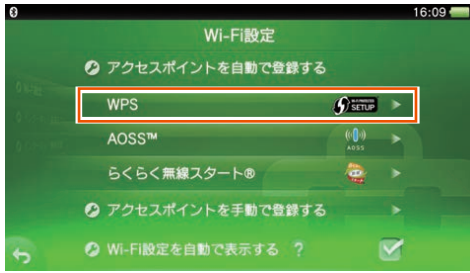 16:09
Wi-Fi設定
アクセスポイントを自動で登録する
WPS
SETUP
AOSS™
AOSS
らくらく無線スタート®
アクセスポイントを手動で登録する
Wi-Fi設定を自動で表示する ?